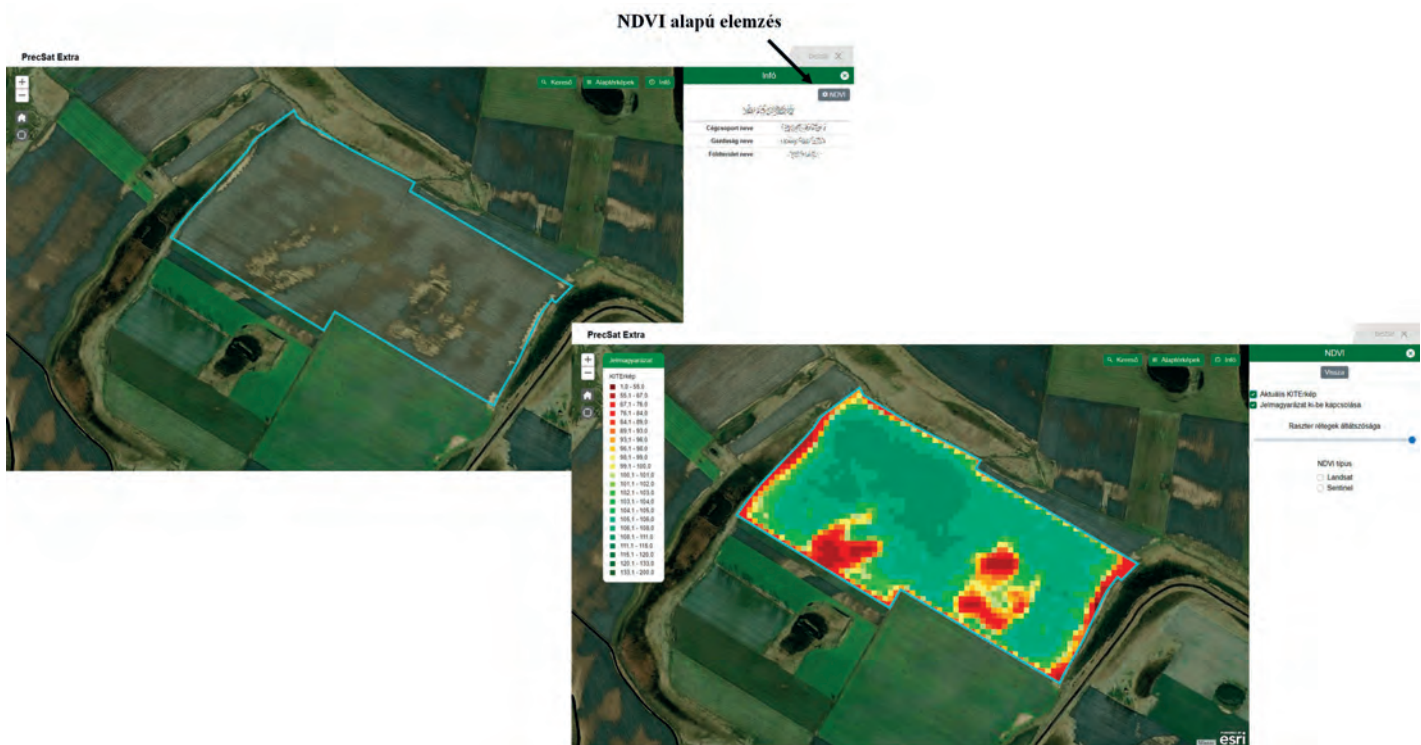 NDVI alapú elemzés
PrecSat Extra
Kereső
Alaptérképek
Infó
Infó
NDVI
Cégcsoport neve
Gazdaság neve
Földterület neve
PrecSat Extra
Jelmagyarázat
KITErkép
1,0 - 55,0
55,1 - 67,0
67,1 - 76,0
76,1 - 84,0
84,1 - 89,0
89,1 - 93,0
93,1 - 96,0
96,1 - 98,0
98,1 - 99,0
99,1 - 100,0
100,1 - 101,0
101,1 - 102,0
102,1 - 103,0
103,1 - 104,0
104,1 - 105,0
105,1 - 106,0
106,1 - 108,0
108,1 - 111,0
111,1 - 115,0
115,1 - 120,0
120,1 - 133,0
133,1 - 200,0
Kereső
Alaptérképek
Infó
NDVI
Vissza
Aktuális KITErkép
Jelmagyarázat ki-be kapcsolása
Raszter rétegek átlátszósága
NDVI típus
Landsat
Sentinel
POWERED BY
esri